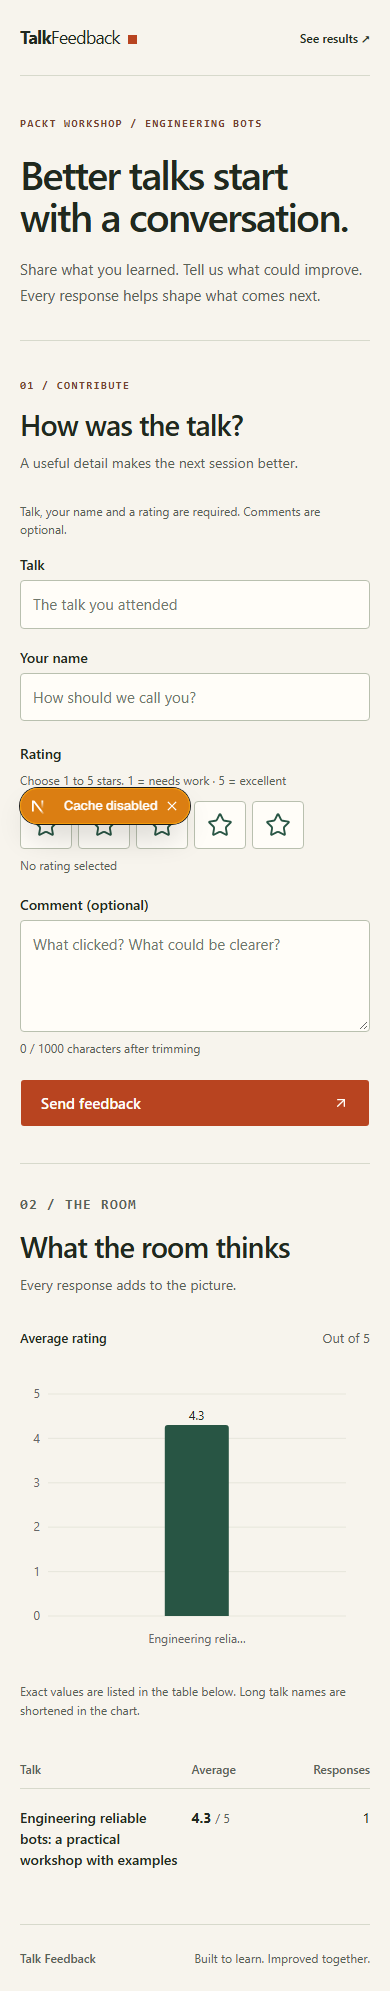 TalkFeedback
See results ↗
PACKT WORKSHOP / ENGINEERING BOTS
Better talks start
with a conversation.
Share what you learned. Tell us what could improve.
Every response helps shape what comes next.
01 / CONTRIBUTE
How was the talk?
A useful detail makes the next session better.
Talk, your name and a rating are required. Comments are
optional.
Talk
The talk you attended
Your name
How should we call you?
Rating
Choose 1 to 5 stars. 1 = needs work · 5 = excellent
N Cache disabled ×
No rating selected
Comment (optional)
What clicked? What could be clearer?
0 / 1000 characters after trimming
Send feedback ↗
02 / THE ROOM
What the room thinks
Every response adds to the picture.
Average rating
Out of 5
5
4.3
4
3
2
1
0
Engineering relia...
Exact values are listed in the table below. Long talk names are
shortened in the chart.
Talk Average Responses
Engineering reliable 4.3 / 5 1
bots: a practical
workshop with examples
Talk Feedback
Built to learn. Improved together.